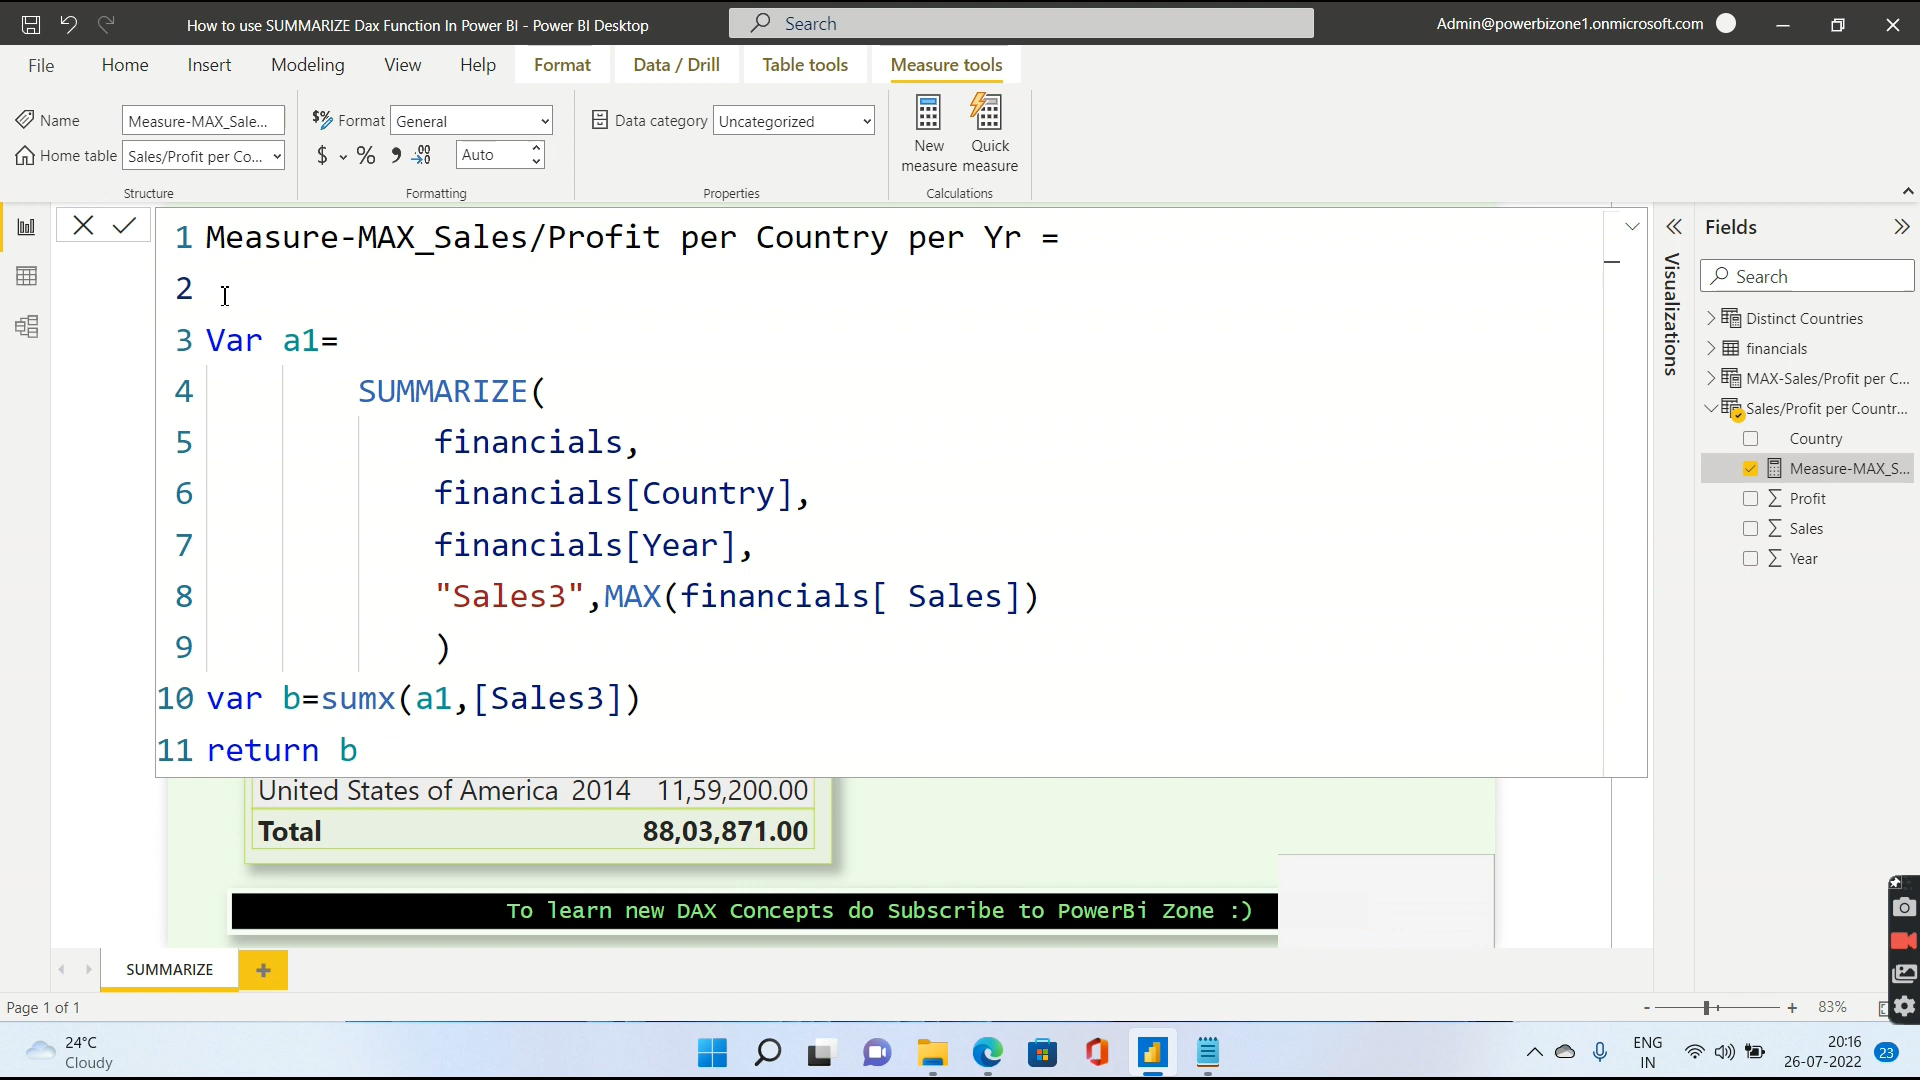 How to use SUMMARIZE Dax Function In Power BI - Power BI Desktop
Search
Admin@powerbizone1.onmicrosoft.com
File Home Insert Modeling View Help Format Data / Drill Table tools Measure tools
Name Measure-MAX_Sale...
Home table Sales/Profit per Co...
Structure
$% Format General
$ % , .00 Auto
Formatting
Data category Uncategorized
Properties
New measure
Quick measure
Calculations
1 Measure-MAX_Sales/Profit per Country per Yr =
2
3 Var a1=
4 SUMMARIZE(
5 financials,
6 financials[Country],
7 financials[Year],
8 "Sales3",MAX(financials[ Sales])
9 )
10 var b=sumx(a1,[Sales3])
11 return b
United States of America 2014 11,59,200.00
Total 88,03,871.00
To learn new DAX Concepts do Subscribe to PowerBi Zone :)
Visualizations
Fields
Search
Distinct Countries
financials
MAX-Sales/Profit per C...
Sales/Profit per Countr...
Country
Measure-MAX_S...
Profit
Sales
Year
SUMMARIZE
Page 1 of 1
- + 83%
24°C
Cloudy
ENG
IN
20:16
26-07-2022
23